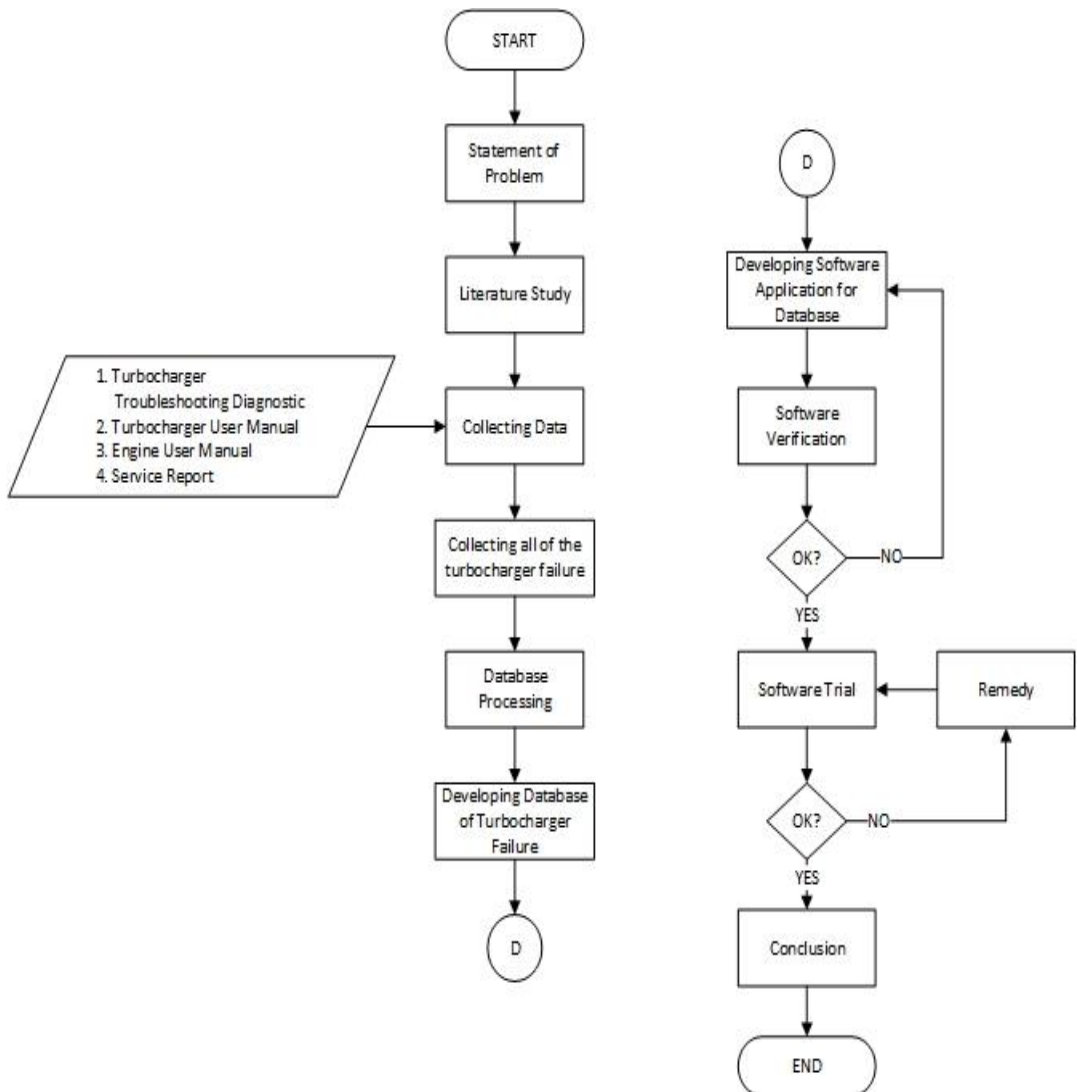 START
Statement of
Problem
Literature Study
1. Turbocharger
Troubleshooting Diagnostic
2. Turbocharger User Manual
3. Engine User Manual
4. Service Report
Collecting Data
Collecting all of the
turbocharger failure
Database
Processing
Developing Database
of Turbocharger
Failure
D
D
Developing Software
Application for
Database
Software
Verification
OK?
NO
YES
Software Trial
Remedy
OK?
NO
YES
Conclusion
END